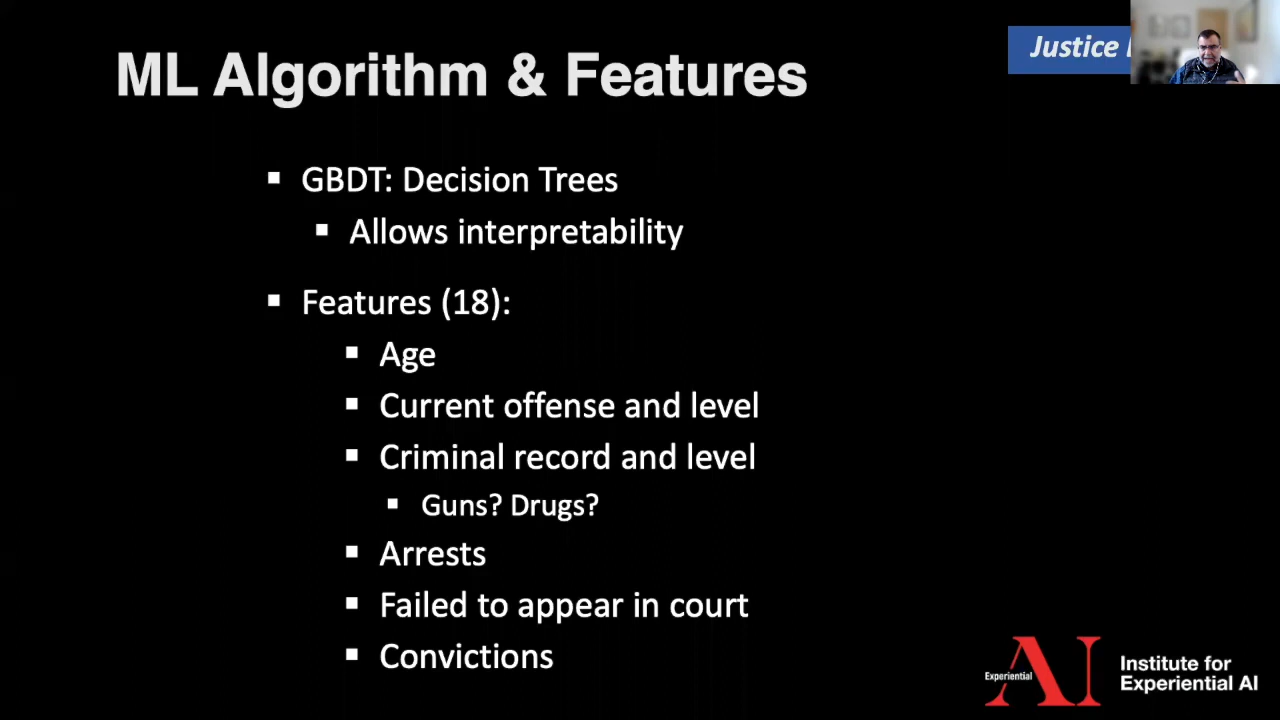 ML Algorithm & Features
Justice
GBDT: Decision Trees
Allows interpretability
Features (18):
Age
Current offense and level
Criminal record and level
Guns? Drugs?
Arrests
Failed to appear in court
Convictions
Experiential
AI
Institute for
Experiential AI